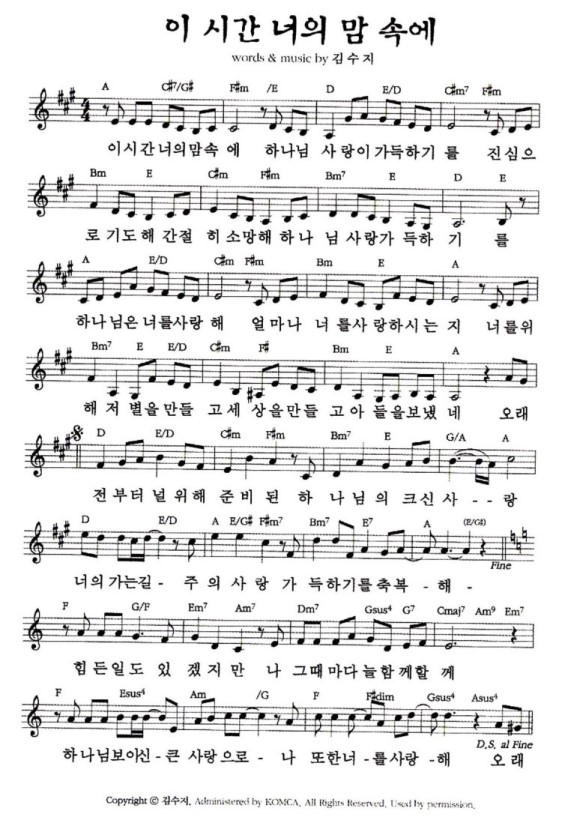 이 시간 너의 맘 속에
words & music by 김수지
A C#7/G# F#m /E D E/D C#m7 F#m
이시간너의맘속 에 하나님 사 랑이가득하기 를 진심으
Bm E C#m F#m Bm7 E D E
로 기도해 간절 히소망해 하나 님 사랑가 득하 기 를
A E/D C#m F#m Bm E A
하나님은너를사랑 해 얼마나 너 를사 랑하시는 지 너를위
Bm7 E E/D C#m F# Bm E A
해 저 별을만들 고세 상을만들 고아 들을보냈 네 오래
D E/D C#m F#m Bm7 E G/A A
전 부터널 위해 준비 된 하 나님의 크신 사 - - 랑
D E/D A E/G# F#m7 Bm7 E7 A (E/G#)
Fine
너의가는길 - 주의 사랑 가 득하기를축복 - 해 -
F G/F Em7 Am7 Dm7 Gsus4 G7 Cmaj7 Am9 Em7
힘든일도 있 겠지만 나 그때마다늘함께할 께
F Esus4 Am /G F F#dim Gsus4 Asus4
D.S. al Fine
하나님보이신 - 큰 사랑으로 - 나 또한너 - 를사랑 - 해 오래
Copyright © 김수지. Administered by KOMCA. All Rights Reserved. Used by permission.